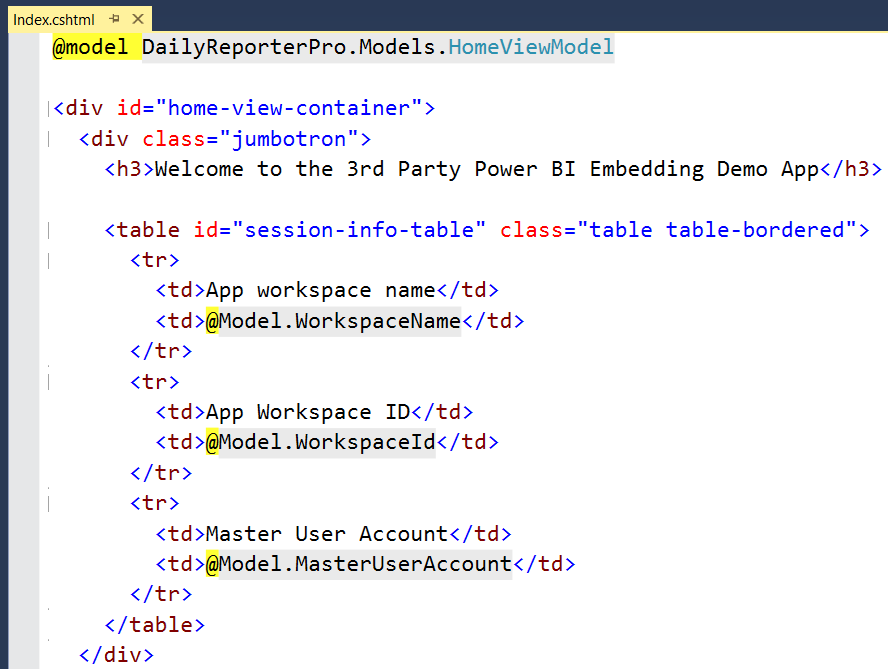 Index.cshtml
@model DailyReporterPro.Models.HomeViewModel
<div id="home-view-container">
<div class="jumbotron">
<h3>Welcome to the 3rd Party Power BI Embedding Demo App</h3>
<table id="session-info-table" class="table table-bordered">
<tr>
<td>App workspace name</td>
<td>@Model.WorkspaceName</td>
</tr>
<tr>
<td>App Workspace ID</td>
<td>@Model.WorkspaceId</td>
</tr>
<tr>
<td>Master User Account</td>
<td>@Model.MasterUserAccount</td>
</tr>
</table>
</div>